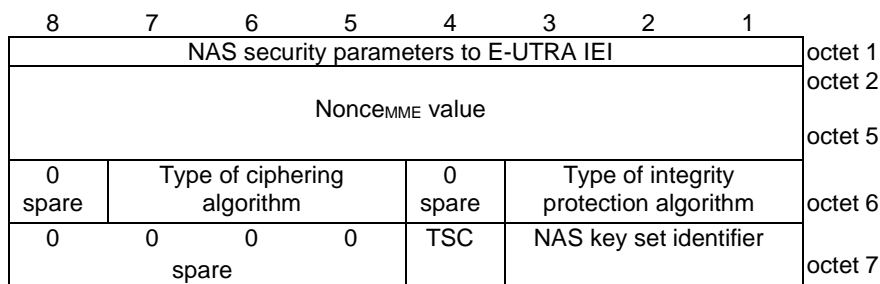 8 7 6 5 4 3 2 1
NAS security parameters to E-UTRA IEI octet 1
octet 2
NonceMME value
octet 5
0 Type of ciphering 0 Type of integrity
spare algorithm spare protection algorithm octet 6
0 0 0 0 TSC NAS key set identifier
spare octet 7